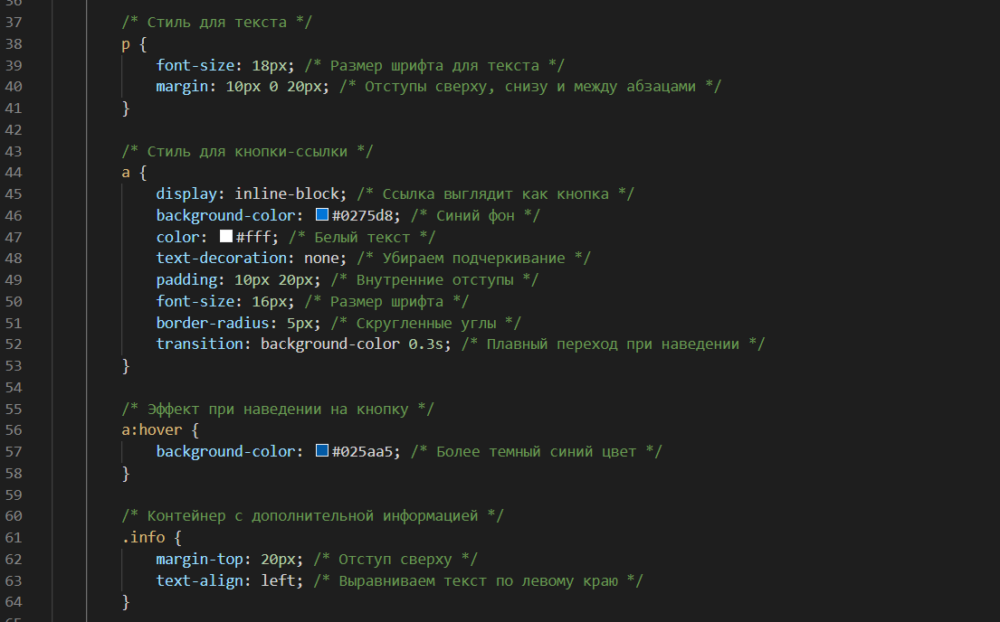 37 /* Стиль для текста */
38 p {
39 font-size: 18px; /* Размер шрифта для текста */
40 margin: 10px 0 20px; /* Отступы сверху, снизу и между абзацами */
41 }
42
43 /* Стиль для кнопки-ссылки */
44 a {
45 display: inline-block; /* Ссылка выглядит как кнопка */
46 background-color: #0275d8; /* Синий фон */
47 color: #fff; /* Белый текст */
48 text-decoration: none; /* Убираем подчеркивание */
49 padding: 10px 20px; /* Внутренние отступы */
50 font-size: 16px; /* Размер шрифта */
51 border-radius: 5px; /* Скругленные углы */
52 transition: background-color 0.3s; /* Плавный переход при наведении */
53 }
54
55 /* Эффект при наведении на кнопку */
56 a:hover {
57 background-color: #025aa5; /* Более темный синий цвет */
58 }
59
60 /* Контейнер с дополнительной информацией */
61 .info {
62 margin-top: 20px; /* Отступ сверху */
63 text-align: left; /* Выравниваем текст по левому краю */
64 }